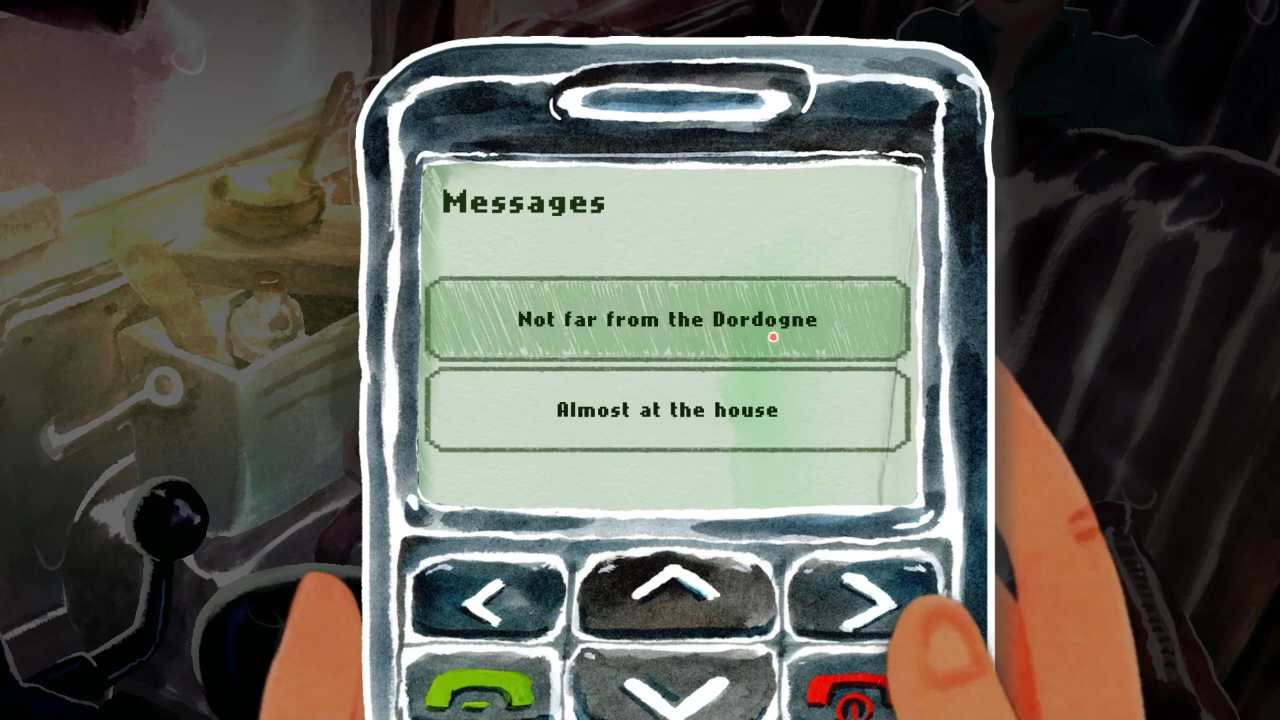 Messages
Not far from the Dordogne
Almost at the house